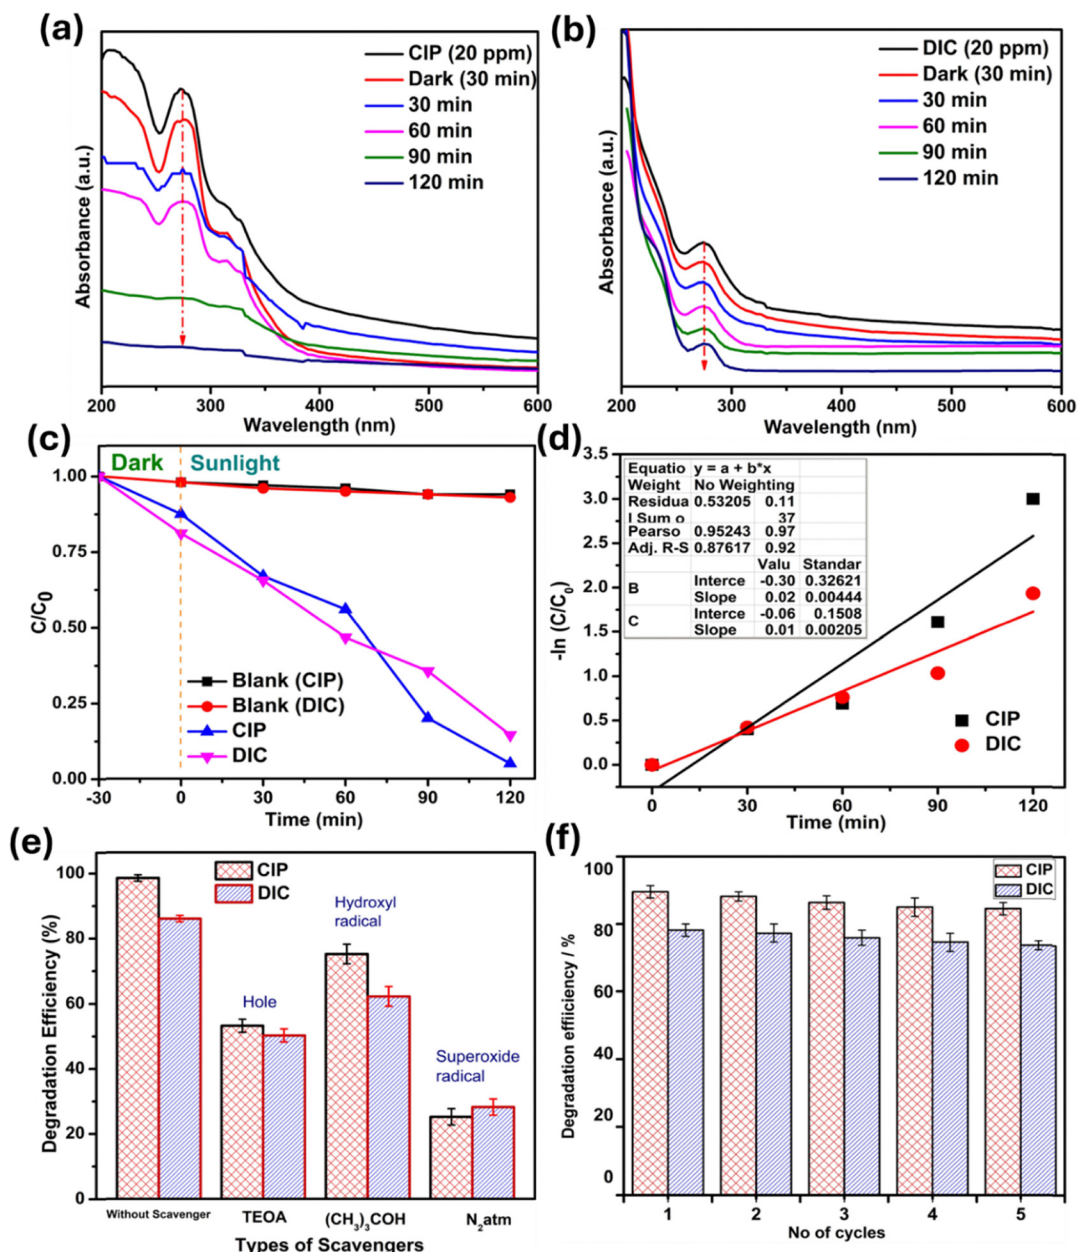 (a)
CIP (20 ppm)
Dark (30 min)
30 min
60 min
90 min
120 min
Absorbance (a.u.)
200 300 400 500 600
Wavelength (nm)
(b)
DIC (20 ppm)
Dark (30 min)
30 min
60 min
90 min
120 min
Absorbance (a.u.)
200 300 400 500 600
Wavelength (nm)
(c)
Dark Sunlight
1.00
0.75
0.50
0.25
0.00
C/C0
Blank (CIP)
Blank (DIC)
CIP
DIC
-30 0 30 60 90 120
Time (min)
(d)
3.5
3.0
2.5
2.0
1.5
1.0
0.5
0.0
-ln (C/C0)
Equatio y = a + b*x
Weight No Weighting
Residua 0.53205 0.11
l Sum o 37
Pearso 0.95243 0.97
Adj. R-S 0.87617 0.92
Valu Standar
B Interce -0.30 0.32621
Slope 0.02 0.00444
C Interce -0.06 0.1508
Slope 0.01 0.00205
CIP
DIC
0 30 60 90 120
Time (min)
(e)
100
80
60
40
20
0
Degradation Efficiency (%)
CIP
DIC
Hydroxyl
radical
Hole
Superoxide
radical
Without Scavenger TEOA (CH3)3COH N2atm
Types of Scavengers
(f)
100
80
60
40
20
0
Degradation effiiciency / %
CIP
DIC
1 2 3 4 5
No of cycles